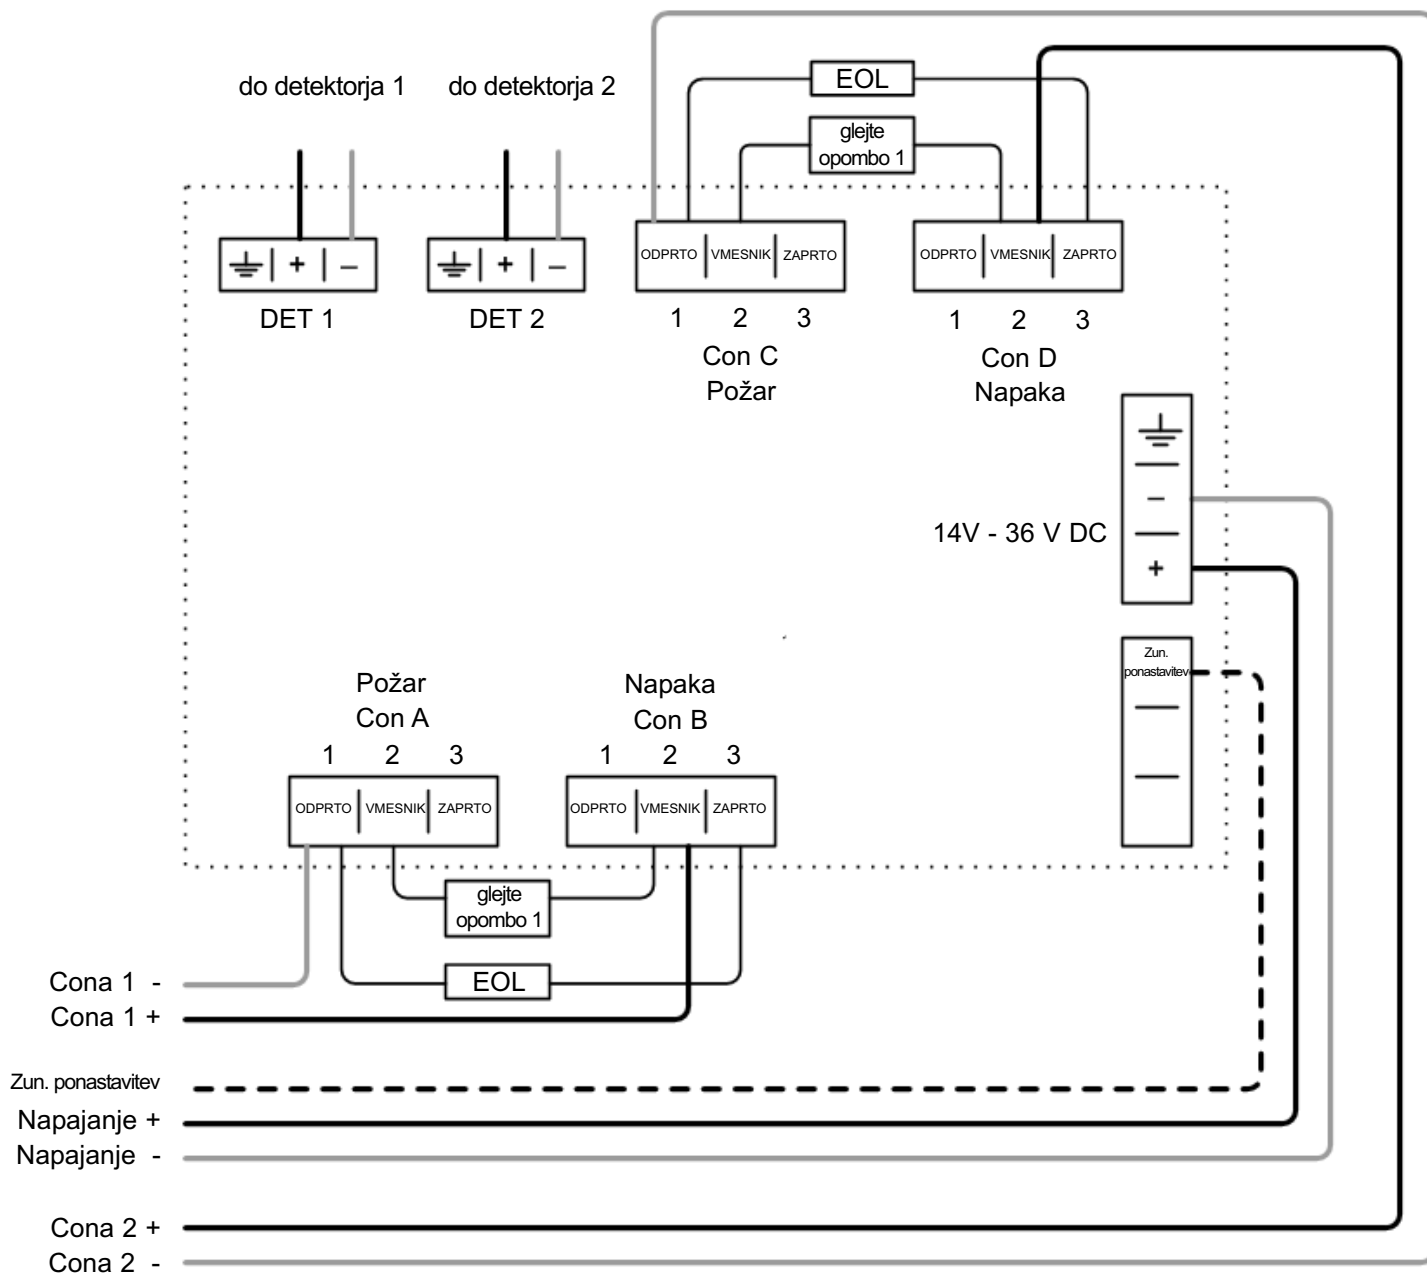 do detektorja 1 do detektorja 2
EOL
glejte
opombo 1
+ – + –
ODPRTO VMESNIK ZAPRTO ODPRTO VMESNIK ZAPRTO
DET 1 DET 2
1 2 3 1 2 3
Con C Con D
Požar Napaka
–
14V - 36 V DC
+
Zun.
ponastavitev
Požar Napaka
Con A Con B
1 2 3 1 2 3
ODPRTO VMESNIK ZAPRTO ODPRTO VMESNIK ZAPRTO
glejte
opombo 1
EOL
Cona 1 -
Cona 1 +
Zun. ponastavitev
Napajanje +
Napajanje -
Cona 2 +
Cona 2 -